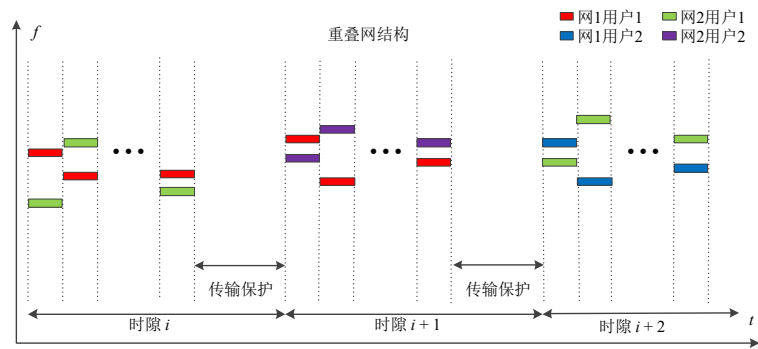 f
重叠网结构
网1用户1
网2用户1
网1用户2
网2用户2
传输保护
传输保护
时隙 i
时隙 i + 1
时隙 i + 2
t